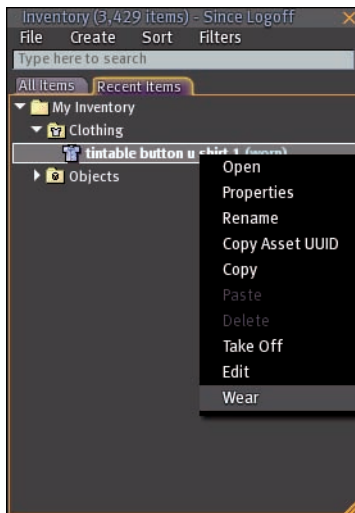 Inventory (3,429 items) - Since Logoff
File Create Sort Filters
Type here to search
All Items Recent Items
My Inventory
Clothing
tintable button u shirt 1 (worn)
Objects
Open
Properties
Rename
Copy Asset UUID
Copy
Paste
Delete
Take Off
Edit
Wear